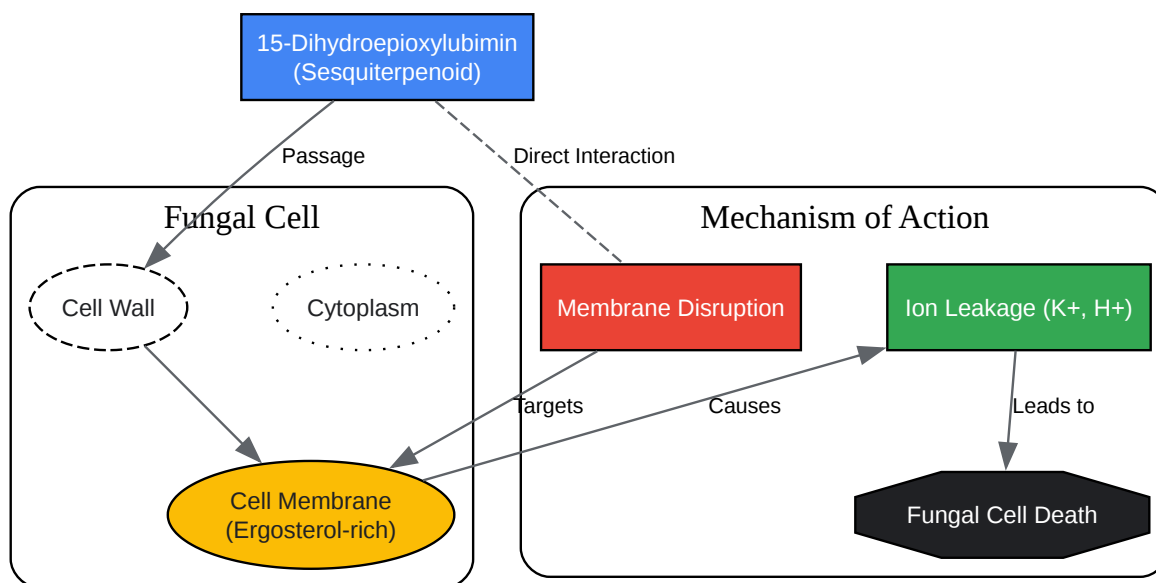 15-Dihydroepioxylubimin
(Sesquiterpenoid)
Passage
Direct Interaction
Fungal Cell
Mechanism of Action
Cell Wall
Cytoplasm
Membrane Disruption
Ion Leakage (K+, H+)
Targets
Causes
Leads to
Cell Membrane
(Ergosterol-rich)
Fungal Cell Death